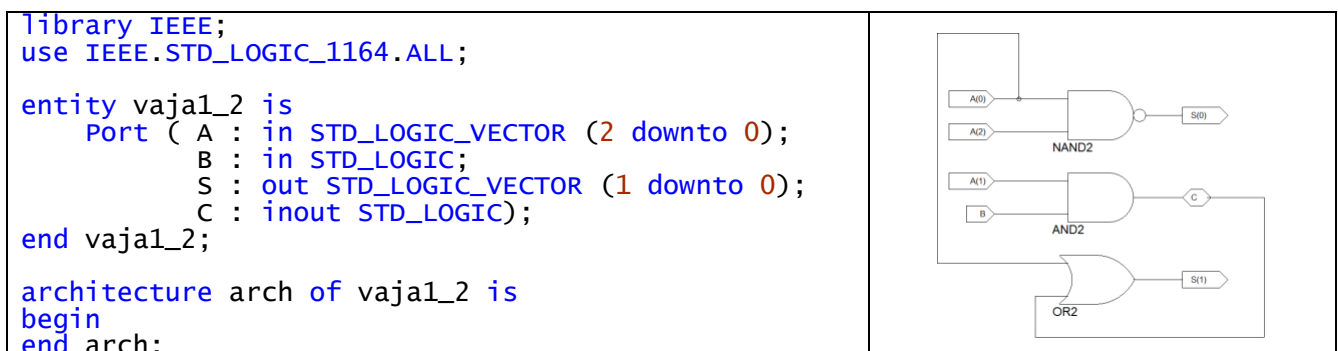 library IEEE;
use IEEE.STD_LOGIC_1164.ALL;
entity vaja1_2 is
    Port ( A : in STD_LOGIC_VECTOR (2 downto 0);
           B : in STD_LOGIC;
           S : out STD_LOGIC_VECTOR (1 downto 0);
           C : inout STD_LOGIC);
end vaja1_2;
architecture arch of vaja1_2 is
begin
end arch;
A(0)
S(0)
A(2)
NAND2
A(1)
C
B
AND2
S(1)
OR2